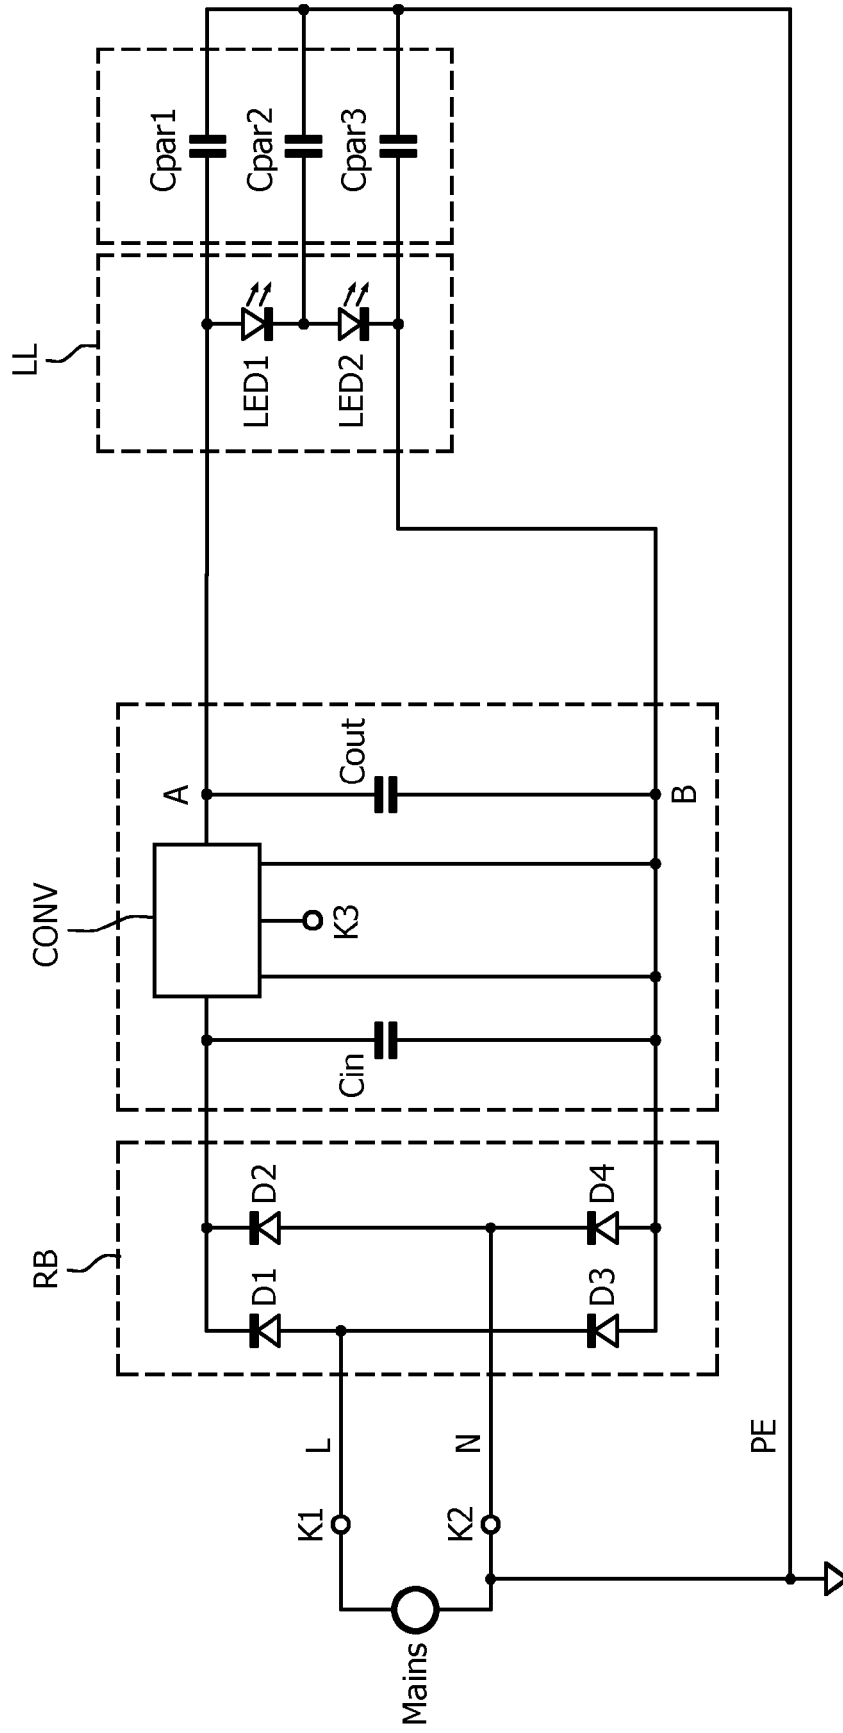 Mains
K1
K2
L
N
PE
RB
D1
D2
D3
D4
CONV
Cin
K3
A
Cout
B
LL
LED1
LED2
Cpar1
Cpar2
Cpar3